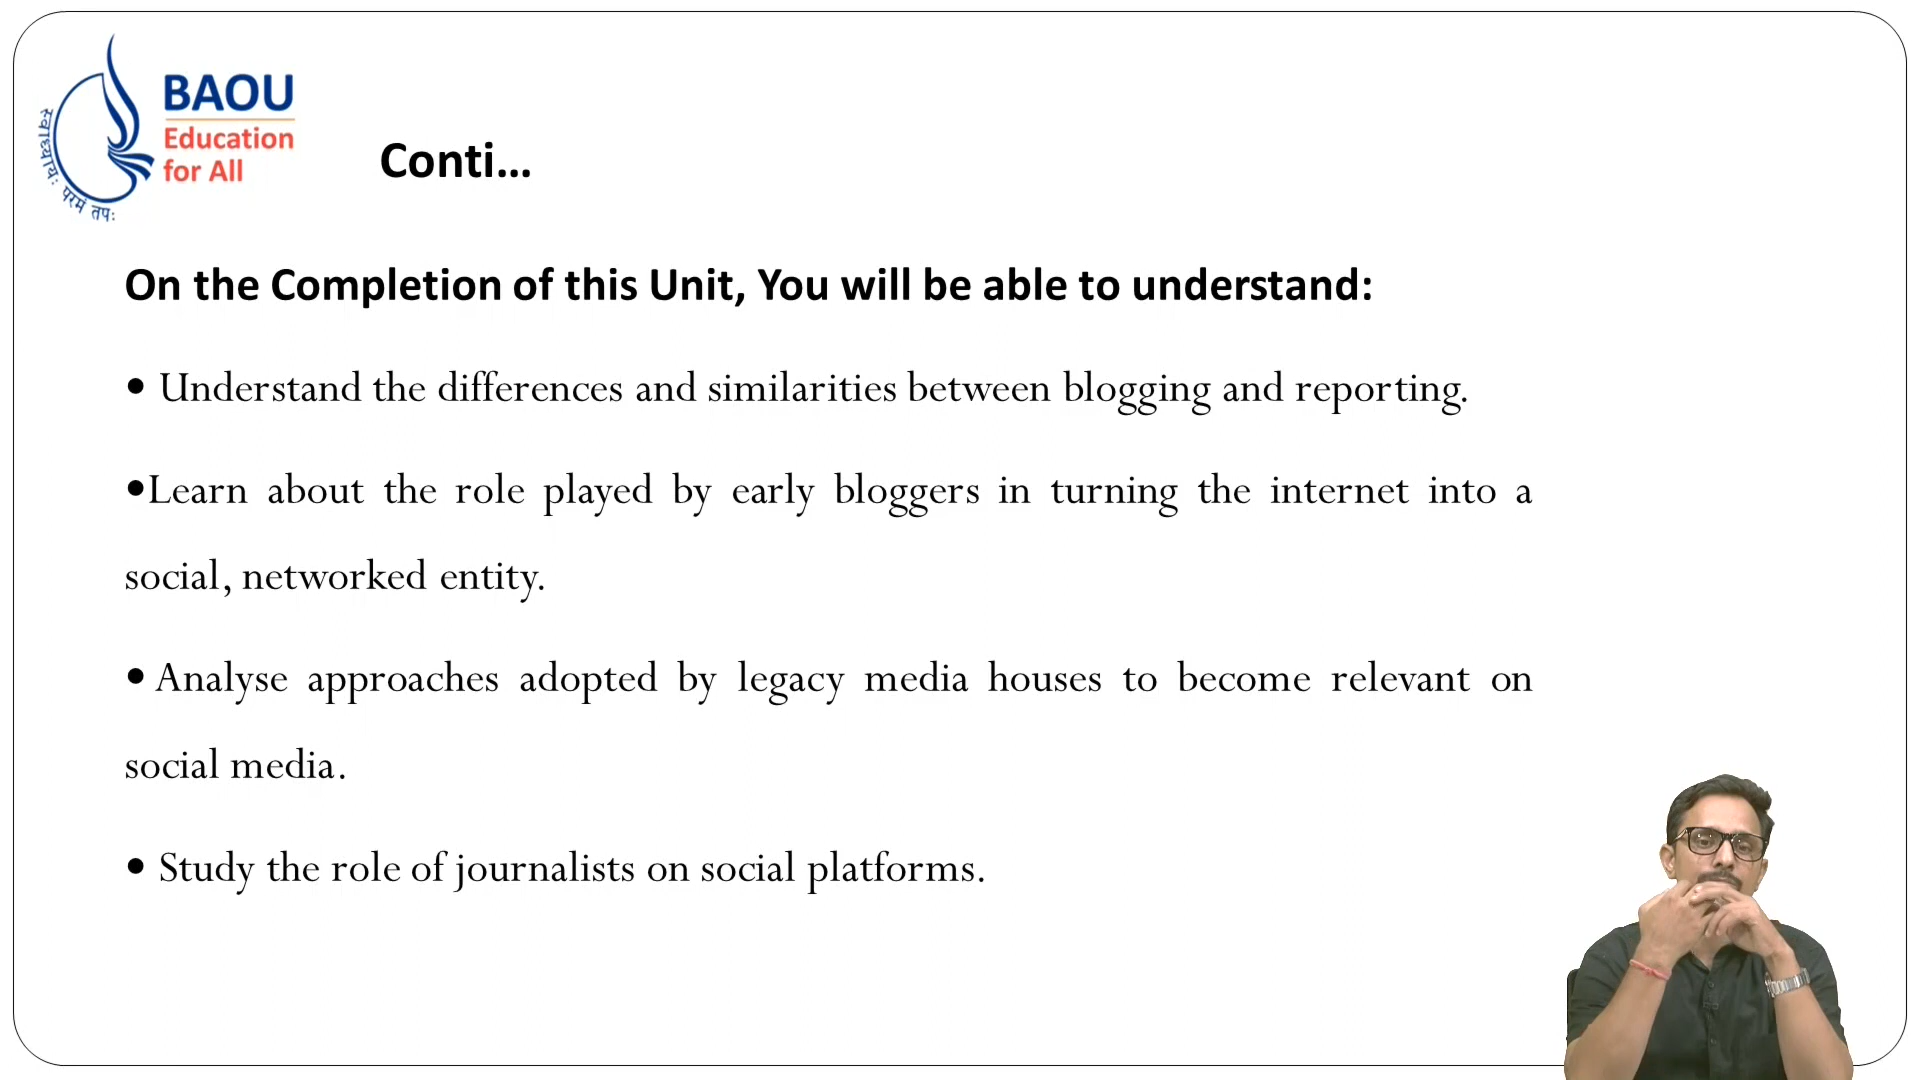 BAOU
Education
for All
स्वाध्यायः परमं तपः
Conti...
On the Completion of this Unit, You will be able to understand:
• Understand the differences and similarities between blogging and reporting.
•Learn about the role played by early bloggers in turning the internet into a
social, networked entity.
• Analyse approaches adopted by legacy media houses to become relevant on
social media.
• Study the role of journalists on social platforms.